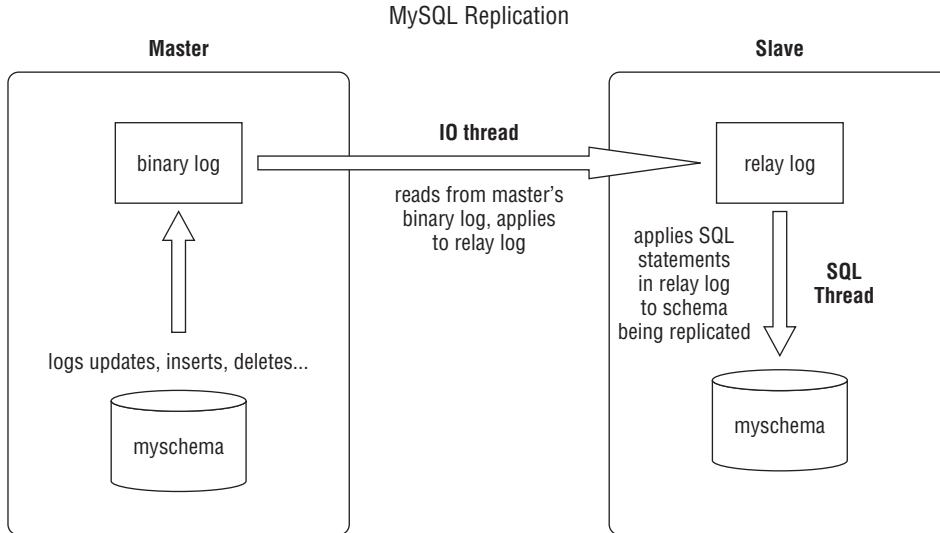 MySQL Replication
Master
Slave
binary log
IO thread
relay log
reads from master’s
binary log, applies
to relay log
applies SQL
statements
in relay log
to schema
being replicated
SQL
Thread
logs updates, inserts, deletes...
myschema
myschema